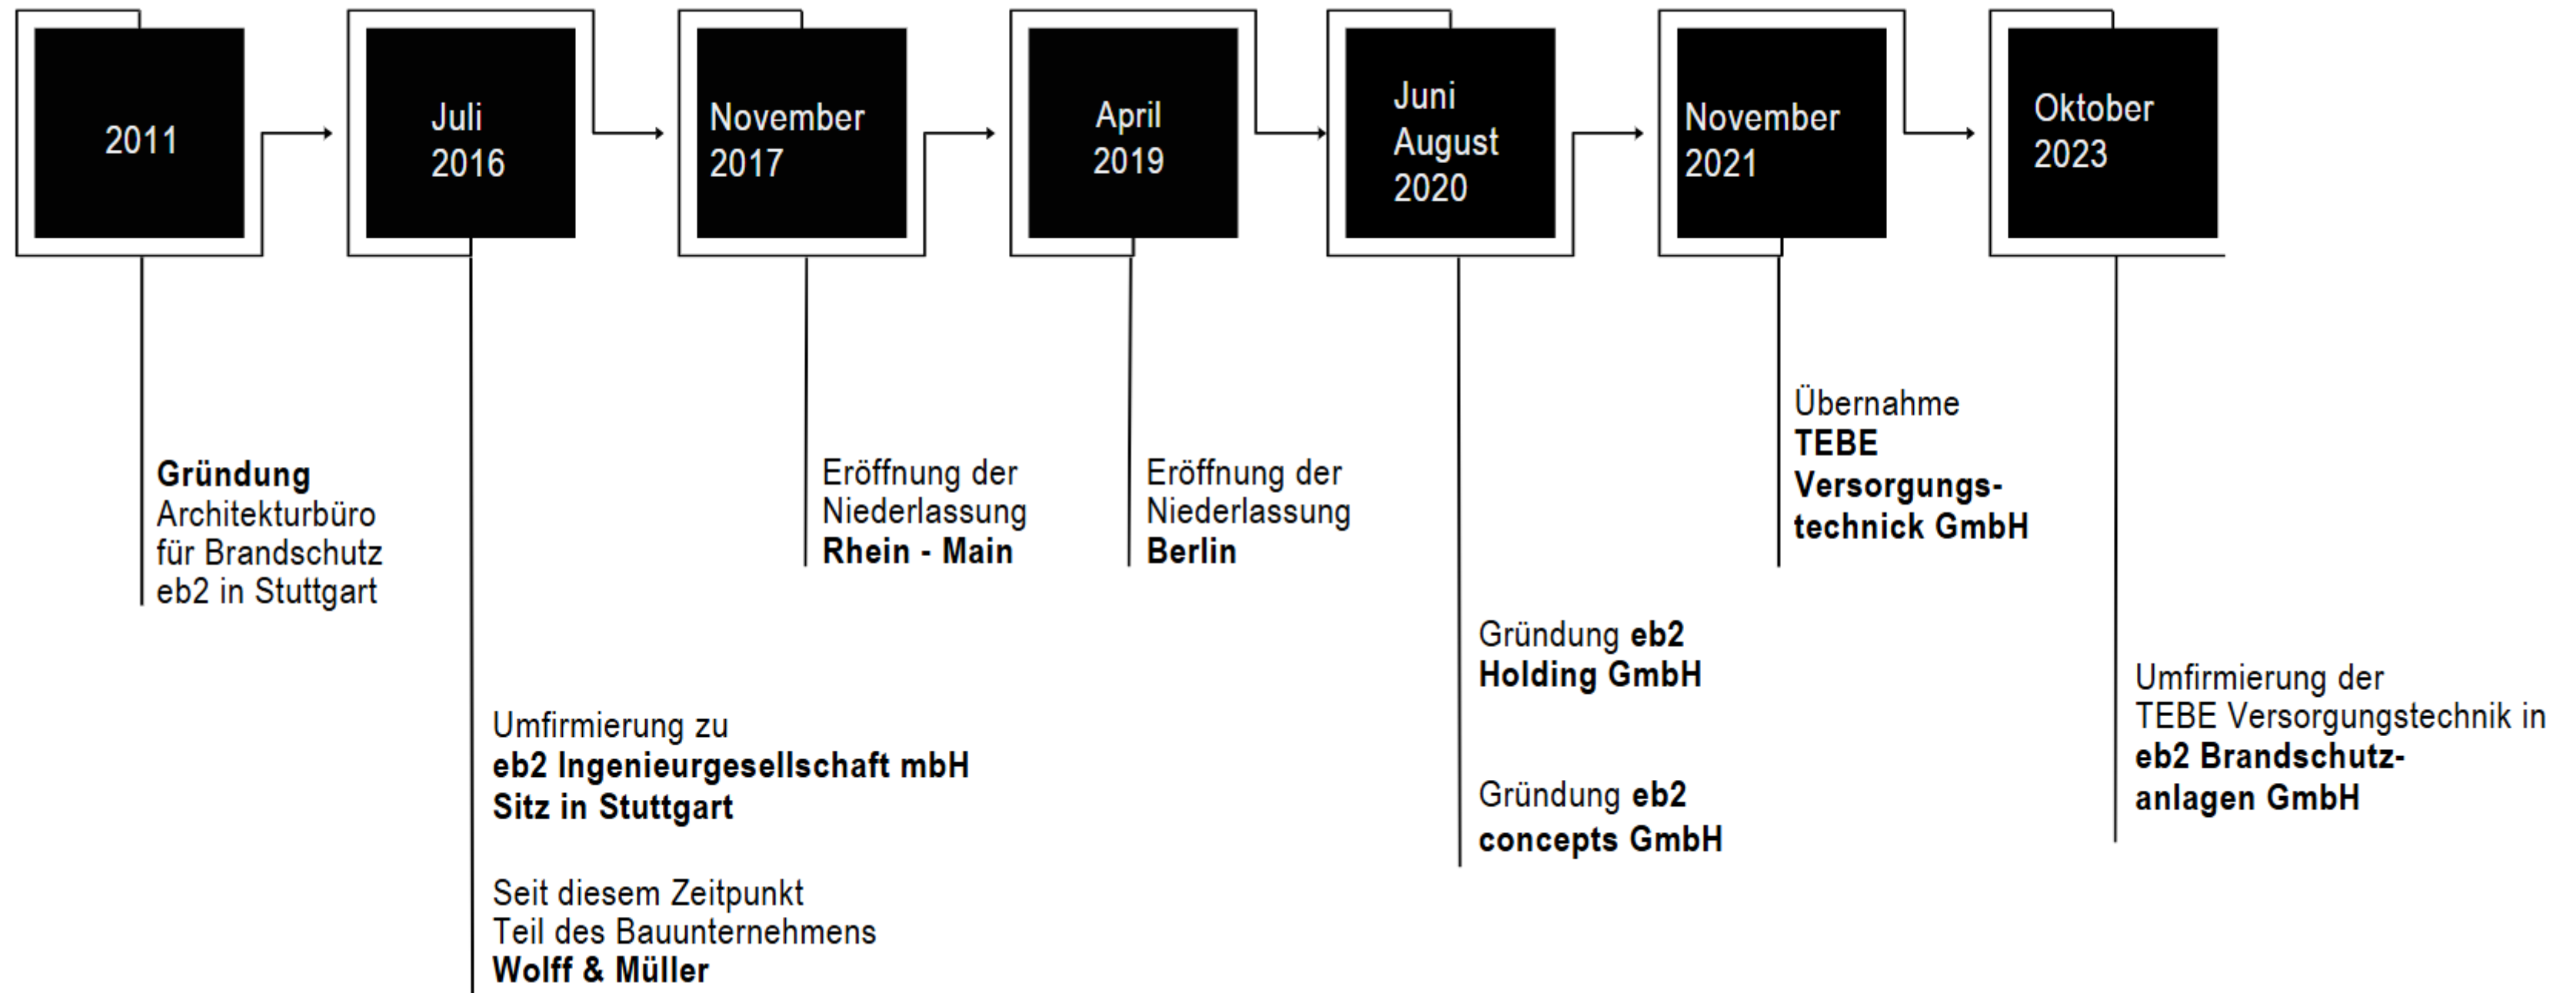 2011
Juli
2016
November
2017
April
2019
Juni
August
2020
November
2021
Oktober
2023
Gründung
Architekturbüro
für Brandschutz
eb2 in Stuttgart
Umfirmierung zu
eb2 Ingenieurgesellschaft mbH
Sitz in Stuttgart
Seit diesem Zeitpunkt
Teil des Bauunternehmens
Wolff & Müller
Eröffnung der
Niederlassung
Rhein - Main
Eröffnung der
Niederlassung
Berlin
Gründung eb2
Holding GmbH
Gründung eb2
concepts GmbH
Übernahme
TEBE
Versorgungs-
technick GmbH
Umfirmierung der
TEBE Versorgungstechnik in
eb2 Brandschutz-
anlagen GmbH